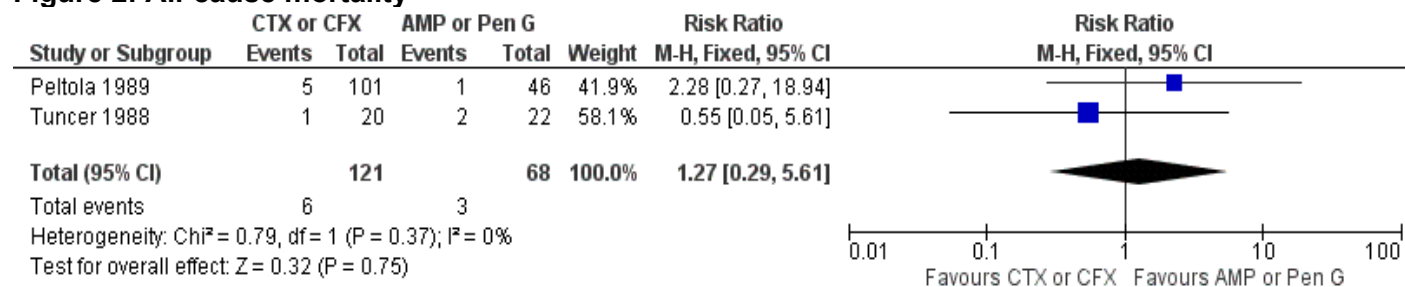 CTX or CFX AMP or Pen G Risk Ratio Risk Ratio
Study or Subgroup Events Total Events Total Weight M-H, Fixed, 95% CI M-H, Fixed, 95% CI
Peltola 1989 5 101 1 46 41.9% 2.28 [0.27, 18.94]
Tuncer 1988 1 20 2 22 58.1% 0.55 [0.05, 5.61]
Total (95% CI) 121 68 100.0% 1.27 [0.29, 5.61]
Total events 6 3
Heterogeneity: Chi² = 0.79, df = 1 (P = 0.37); I² = 0%
Test for overall effect: Z = 0.32 (P = 0.75)
0.01 0.1 1 10 100
Favours CTX or CFX Favours AMP or Pen G